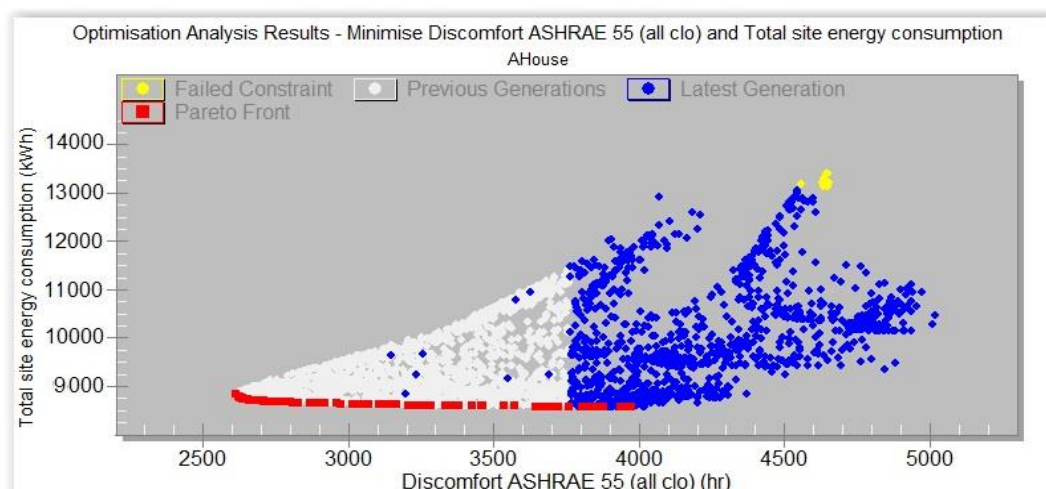 Optimisation Analysis Results - Minimise Discomfort ASHRAE 55 (all clo) and Total site energy consumption
AHouse
Failed Constraint Previous Generations Latest Generation
Pareto Front
Total site energy consumption (kWh)
14000
13000
12000
11000
10000
9000
2500 3000 3500 4000 4500 5000
Discomfort ASHRAE 55 (all clo) (hr)